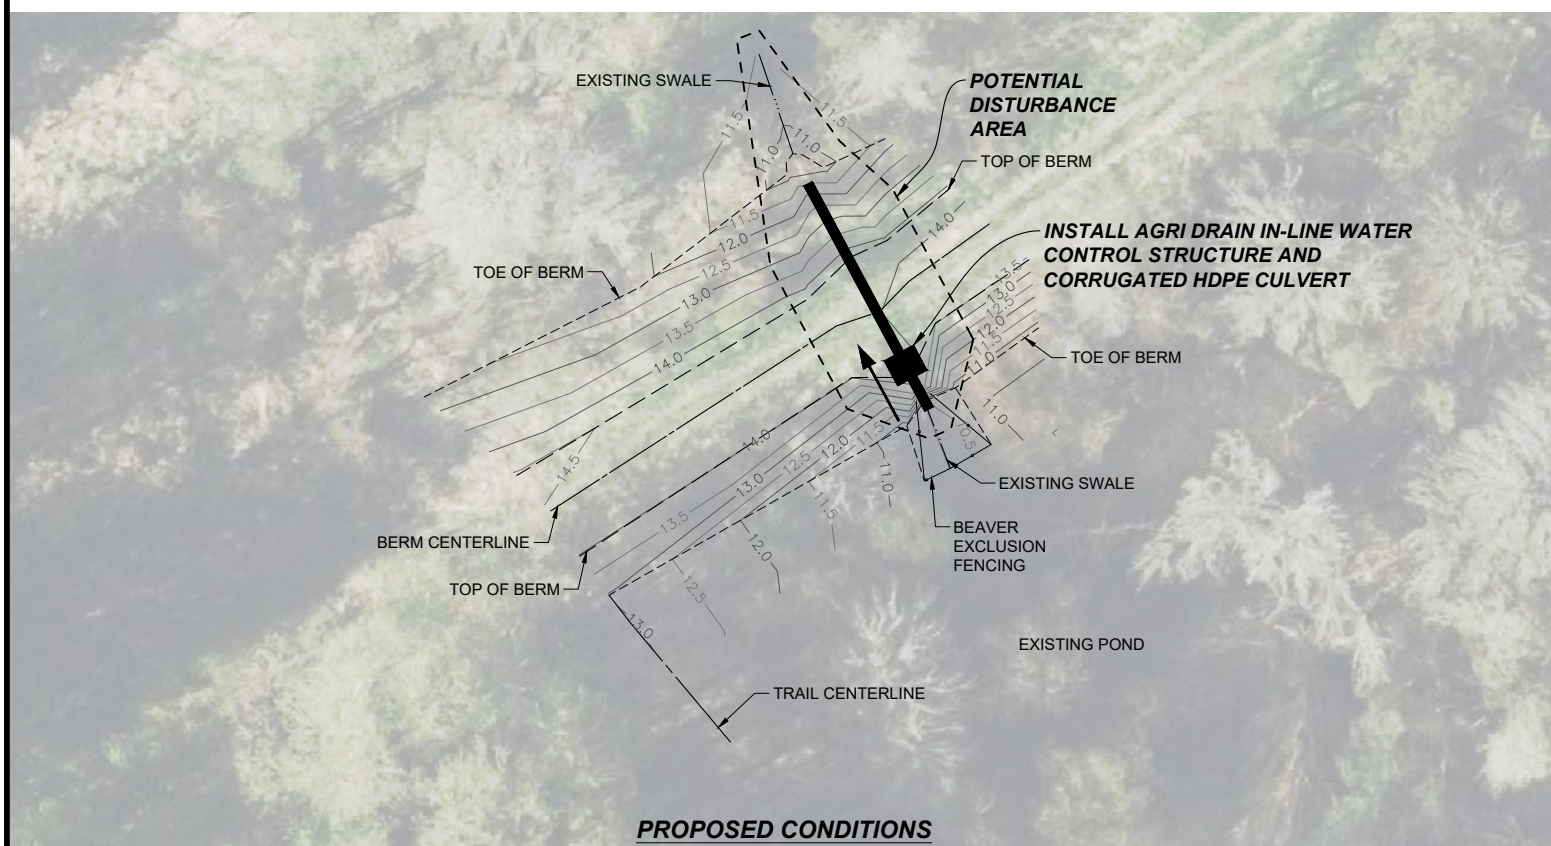 EXISTING SWALE
POTENTIAL
DISTURBANCE
AREA
11.5
11.5
11.0
11.0
TOP OF BERM
11.5
12.0
12.5
13.0
13.5
14.0
14.0
INSTALL AGRI DRAIN IN-LINE WATER
CONTROL STRUCTURE AND
CORRUGATED HDPE CULVERT
TOE OF BERM
13.5
13.0
12.5
12.0
11.5
11.0
TOE OF BERM
11.0
10.5
14.5
14.0
13.5
13.0
12.5
12.0
11.5
11.0
11.5
12.0
12.5
13.0
EXISTING SWALE
BERM CENTERLINE
BEAVER
EXCLUSION
FENCING
TOP OF BERM
EXISTING POND
TRAIL CENTERLINE
PROPOSED CONDITIONS